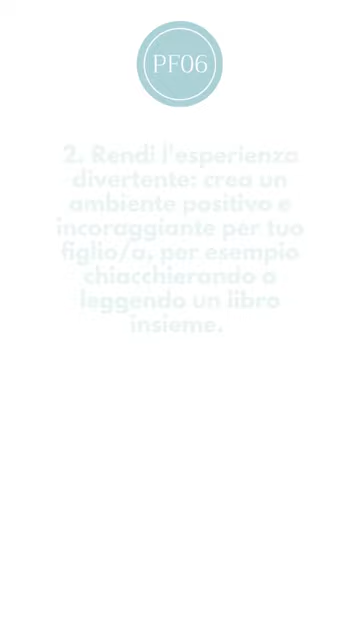 PF06
2. Rendi l'esperienza
divertente: crea un
ambiente positivo e
incoraggiante per tuo
figlio/a, per esempio
chiacchierando o
leggendo un libro
insieme.